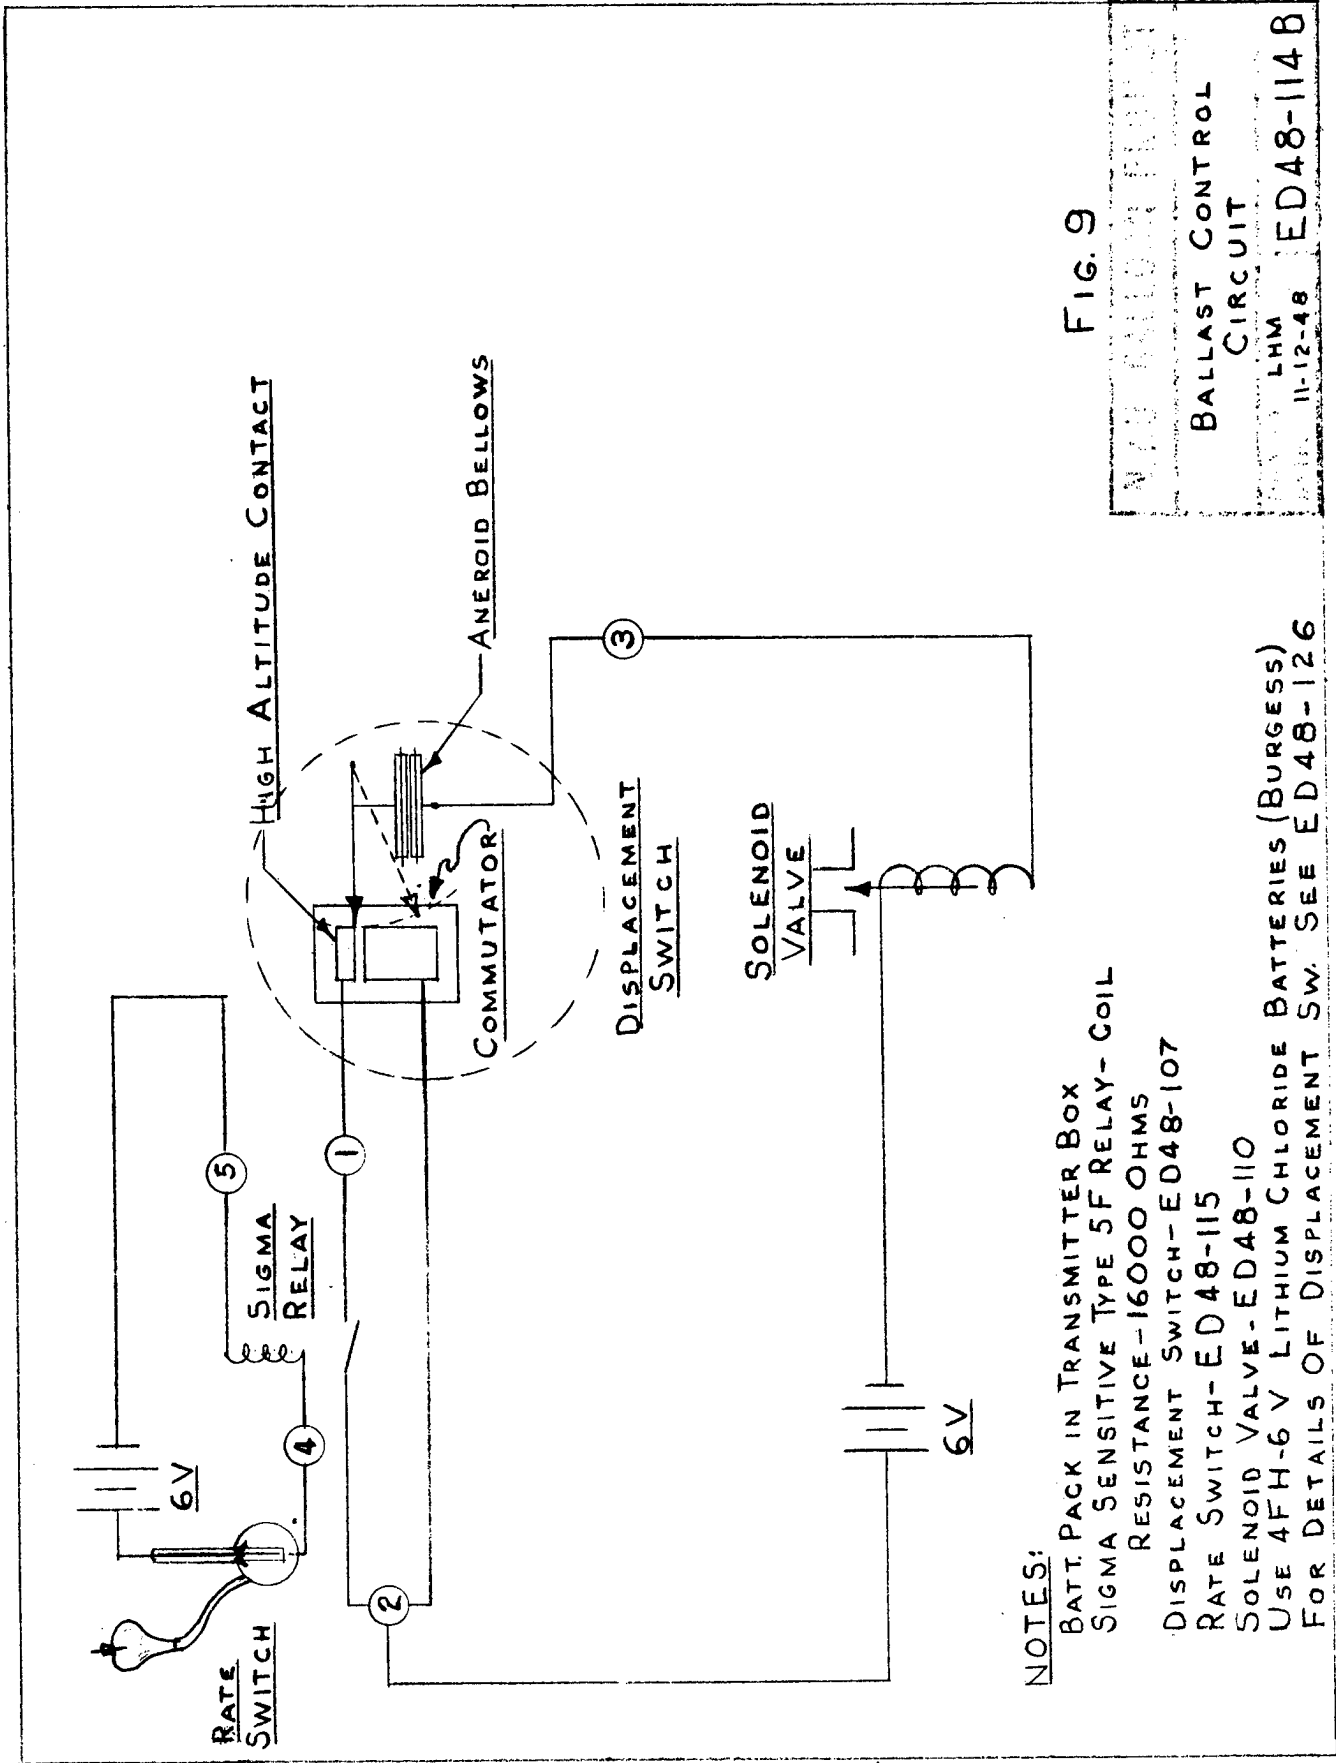 HIGH ALTITUDE CONTACT
ANEROID BELLOWS
COMMUTATOR
DISPLACEMENT
SWITCH
SOLENOID
VALVE
SIGMA
RELAY
RATE
SWITCH
6V
6V
1
2
3
4
5
NOTES:
BATT. PACK IN TRANSMITTER BOX
SIGMA SENSITIVE TYPE 5F RELAY-COIL
RESISTANCE-16000 OHMS
DISPLACEMENT SWITCH-ED48-107
RATE SWITCH-ED48-115
SOLENOID VALVE-ED48-110
USE 4FH-6 V LITHIUM CHLORIDE BATTERIES (BURGESS)
FOR DETAILS OF DISPLACEMENT SW. SEE ED48-126
FIG. 9
BALLAST CONTROL
CIRCUIT
LHM
11-12-48
ED48-114B